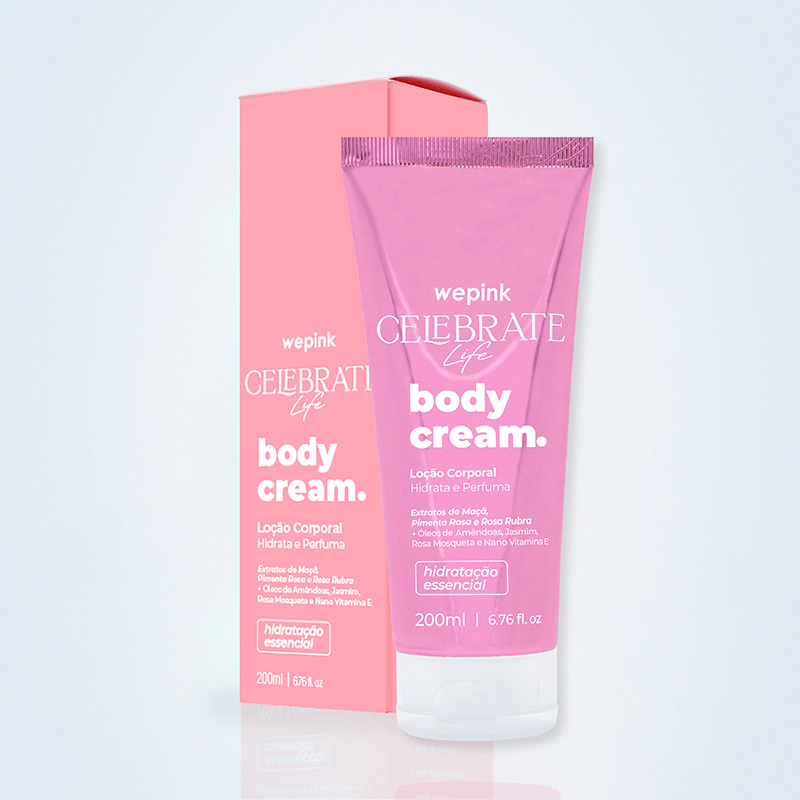 wepink
CELEBRATE
Life
body
cream.
Loção Corporal
Hidrata e Perfuma
Extratos de Maçã,
Pimenta Rosa e Rosa Rubra
+ Óleos de Amêndoas, Jasmim,
Rosa Mosqueta e Nano Vitamina E
hidratação
essencial
200ml | 6.76 fl. oz
wepink
CELEBRATE
Life
body
cream.
Loção Corporal
Hidrata e Perfuma
Extratos de Maçã,
Pimenta Rosa e Rosa Rubra
+ Óleos de Amêndoas, Jasmim,
Rosa Mosqueta e Nano Vitamina E
hidratação
essencial
200ml | 6.76 fl. oz